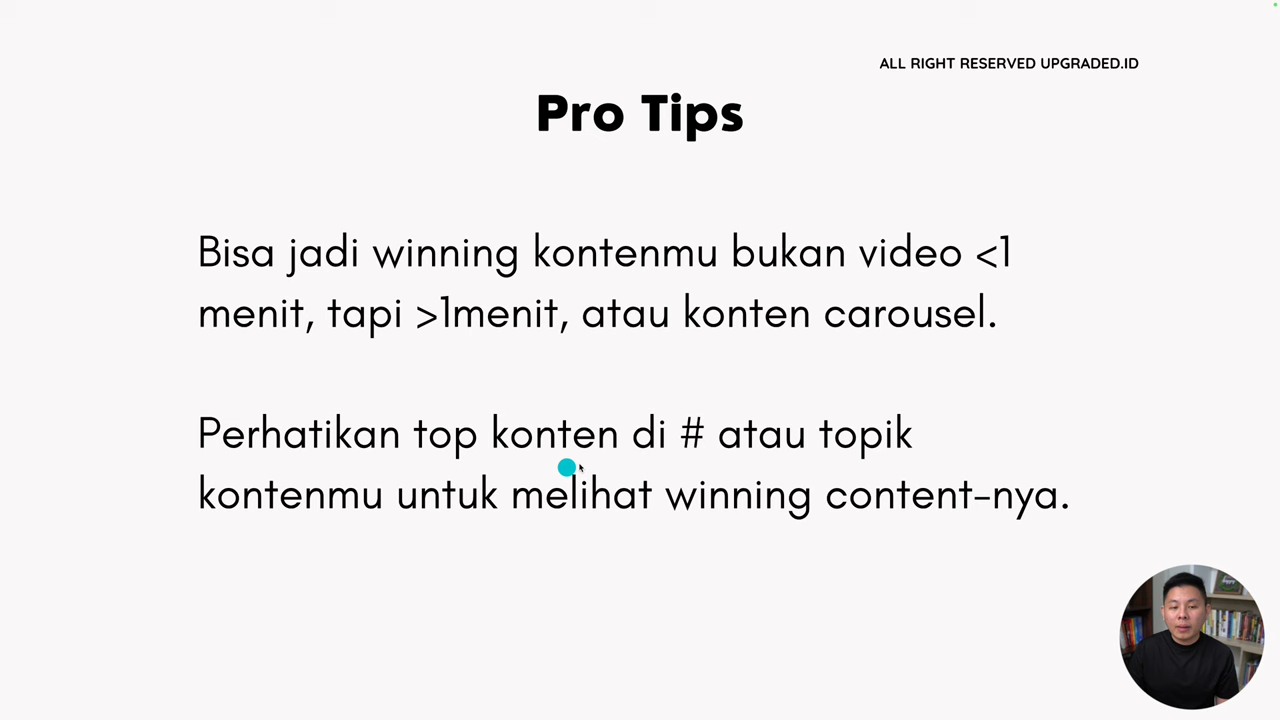 ALL RIGHT RESERVED UPGRADED.ID
Pro Tips
Bisa jadi winning kontenmu bukan video <1
menit, tapi >1menit, atau konten carousel.
Perhatikan top konten di # atau topik
kontenmu untuk melihat winning content-nya.